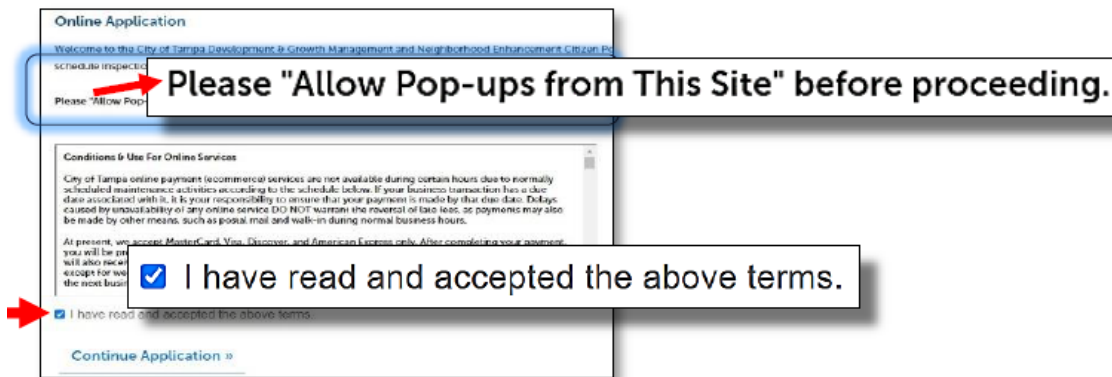 Online Application
Welcome to the City of Tampa Development & Growth Management and Neighborhood Enhancement Citizen Po
schedule inspectio
Please "Allow Pop-ups from This Site" before proceeding.
Please "Allow Pop-
Conditions & Use For Online Services
City of Tampa online payment (ecommerce) services are not available during certain hours due to normally
scheduled maintenance activities according to the schedule below. If your business transaction has a due
date associated with it, it is your responsibility to ensure that your payment is made by that due date. Delays
caused by unavailability of any online service DO NOT warrant the reversal of late fees, as payments may also
be made by other means, such as postal mail and walk-in during normal business hours.
At present, we accept MasterCard, Visa, Discover, and American Express only. After completing your payment,
you will be pr
will also recei
except for we
the next busin
I have read and accepted the above terms.
I have read and accepted the above terms.
Continue Application »